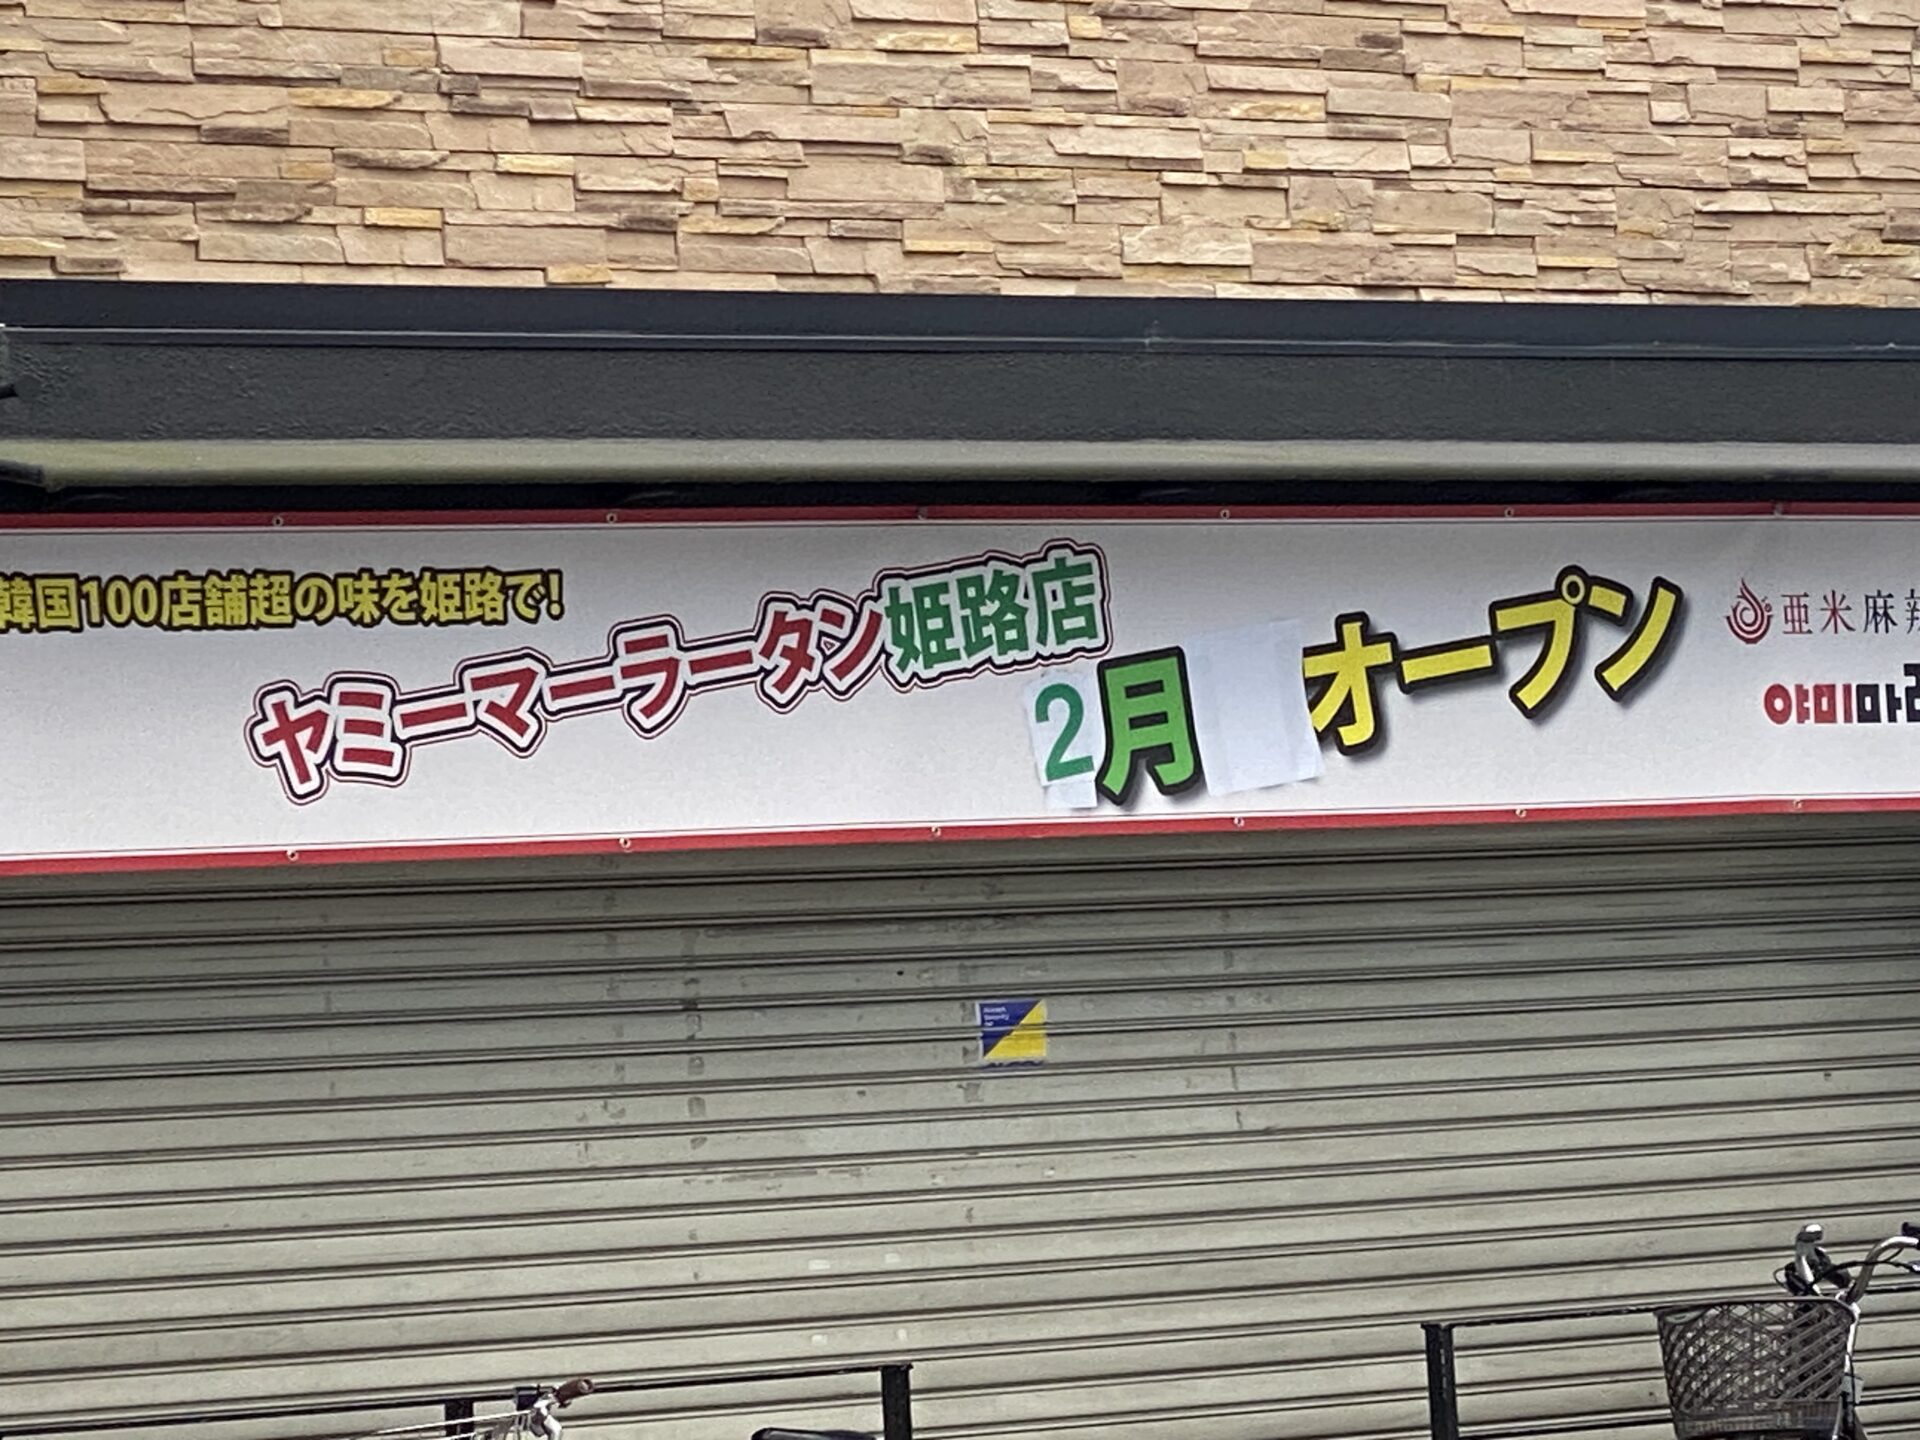 韓国100店舗超の味を姫路で!
ヤミーマーラータン姫路店
2月 オープン
亜米麻辣
야미마라